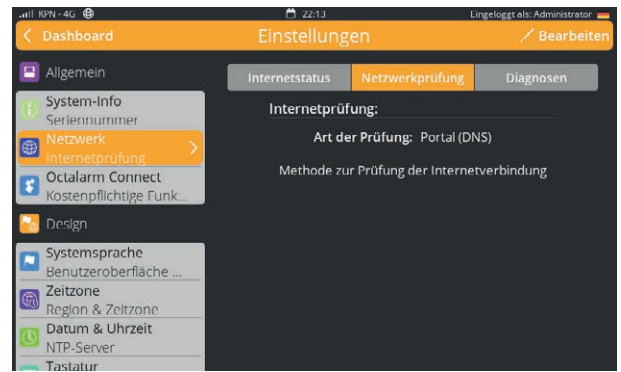 KPN - 4G
22:13
Eingeloggt als: Administrator
Dashboard
Einstellungen
Bearbeiten
Allgemein
System-Info
Seriennummer
Netzwerk
Internetprüfung
Octalarm Connect
Kostenpflichtige Funk...
Design
Systemsprache
Benutzeroberfläche ...
Zeitzone
Region & Zeitzone
Datum & Uhrzeit
NTP-Server
Tastatur
Internetstatus
Netzwerkprüfung
Diagnosen
Internetprüfung:
Art der Prüfung: Portal (DNS)
Methode zur Prüfung der Internetverbindung